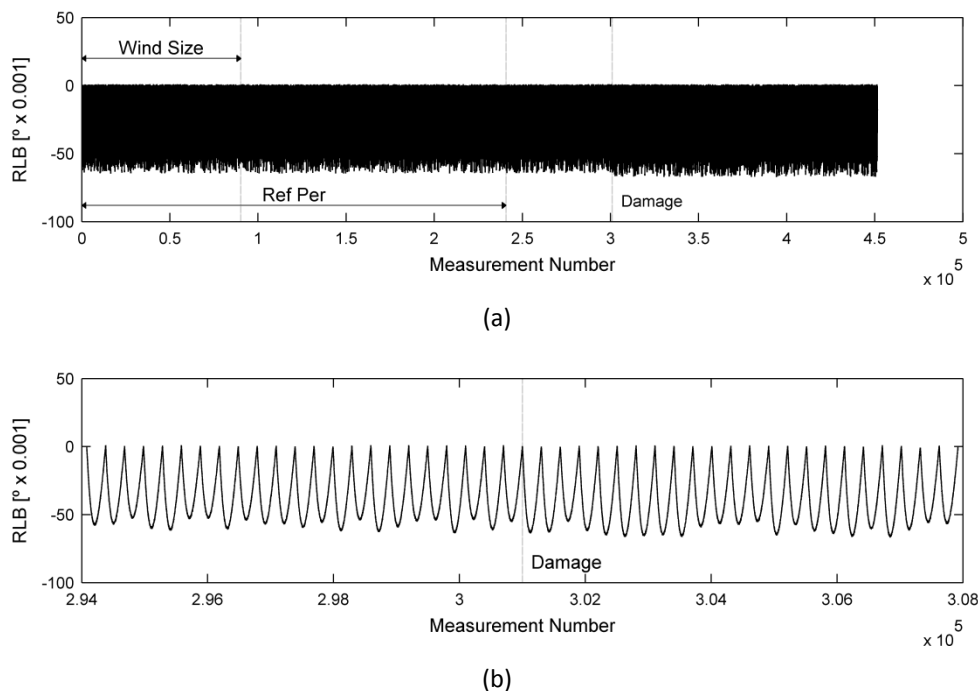 50
Wind Size
0
RLB [º x 0.001]
-50
Ref Per
Damage
-100
0 0.5 1 1.5 2 2.5 3 3.5 4 4.5 5
Measurement Number
x 10 5
(a)
50
0
RLB [º x 0.001]
-50
Damage
-100
2.94 2.96 2.98 3 3.02 3.04 3.06 3.08
Measurement Number
x 10 5
(b)